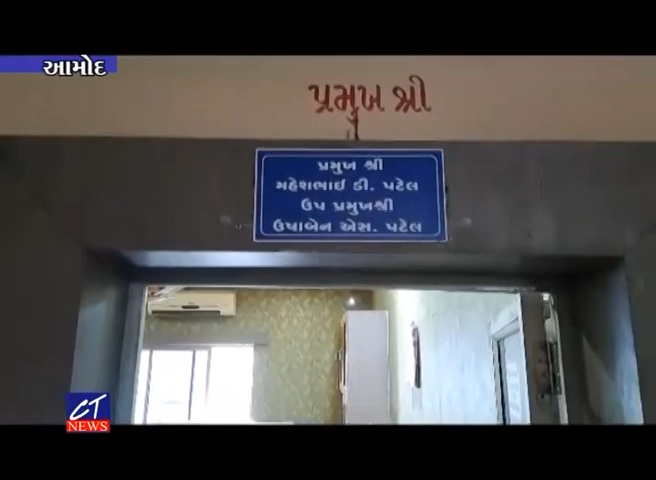 આમોદ
પ્રમુખ શ્રી
પ્રમુખ શ્રી
મહેશભાઈ ડી. પટેલ
ઉપ પ્રમુખશ્રી
ઉષાબેન એસ. પટેલ
CT
NEWS